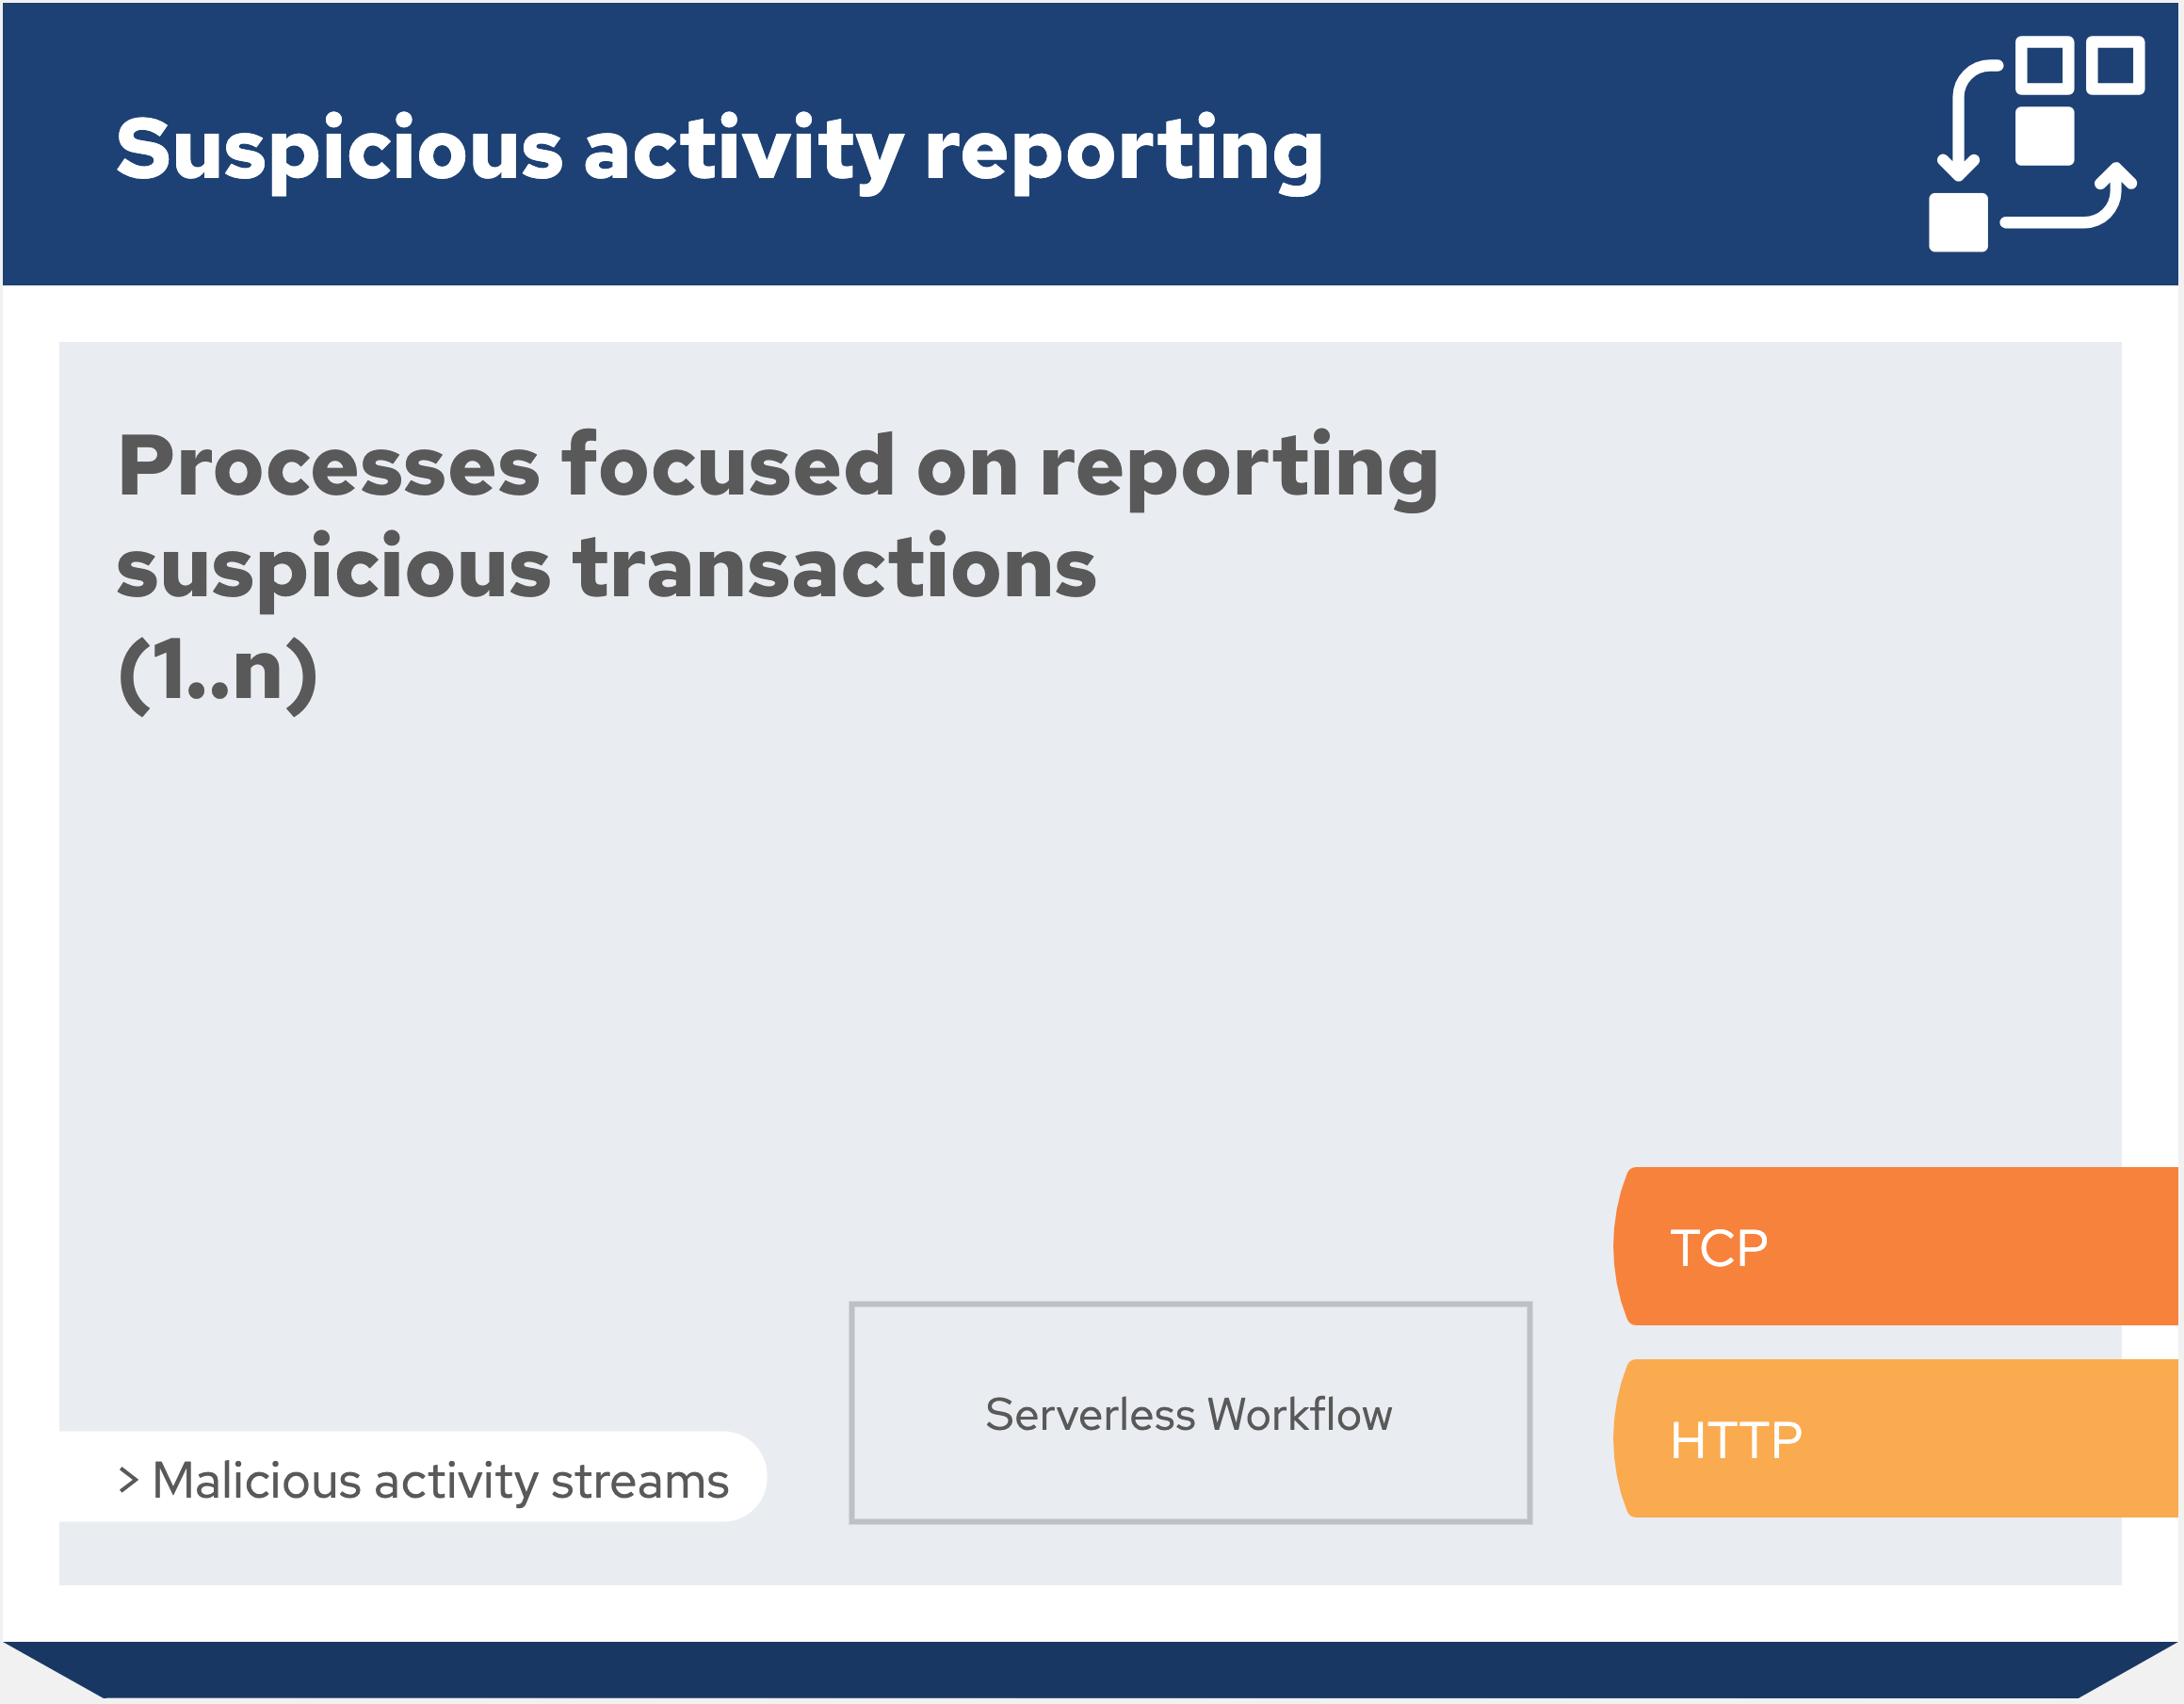 Suspicious activity reporting
Processes focused on reporting
suspicious transactions
(1..n)
TCP
Serverless Workflow
HTTP
> Malicious activity streams